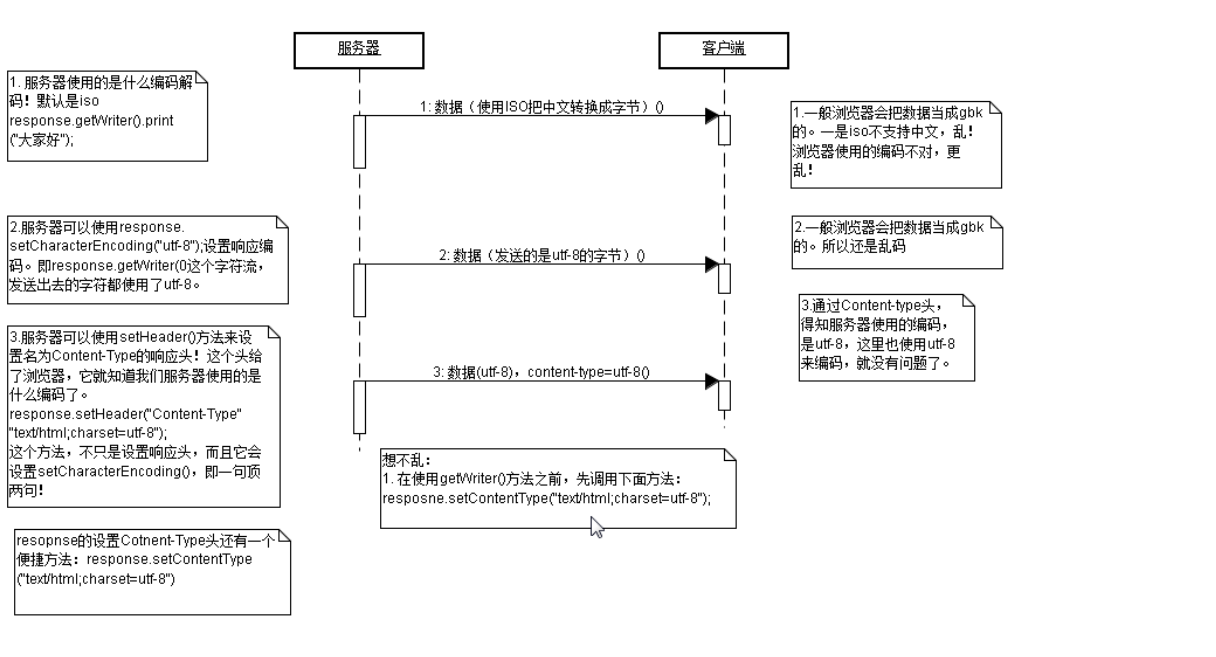 服务器
客户端
1. 服务器使用的是什么编码解
码！默认是iso
response.getWriter().print
("大家好");
1: 数据（使用ISO把中文转换成字节）()
1.一般浏览器会把数据当成gbk
的。一是iso不支持中文，乱！
浏览器使用的编码不对，更
乱！
2.服务器可以使用response.
setCharacterEncoding("utf-8");设置响应编
码。即response.getWriter(0这个字符流，
发送出去的字符都使用了utf-8。
2: 数据（发送的是utf-8的字节）()
2.一般浏览器会把数据当成gbk
的。所以还是乱码
3.服务器可以使用setHeader()方法来设
置名为Content-Type的响应头！这个头给
了浏览器，它就知道我们服务器使用的是
什么编码了。
response.setHeader("Content-Type"
"text/html;charset=utf-8");
这个方法，不只是设置响应头，而且它会
设置setCharacterEncoding()，即一句顶
两句！
3: 数据(utf-8)，content-type=utf-8()
3.通过Content-type头，
得知服务器使用的编码，
是utf-8，这里也使用utf-8
来编码，就没有问题了。
想不乱：
1. 在使用getWriter()方法之前，先调用下面方法：
resposne.setContentType("text/html;charset=utf-8");
resopnse的设置Cotnent-Type头还有一个
便捷方法：response.setContentType
("text/html;charset=utf-8")